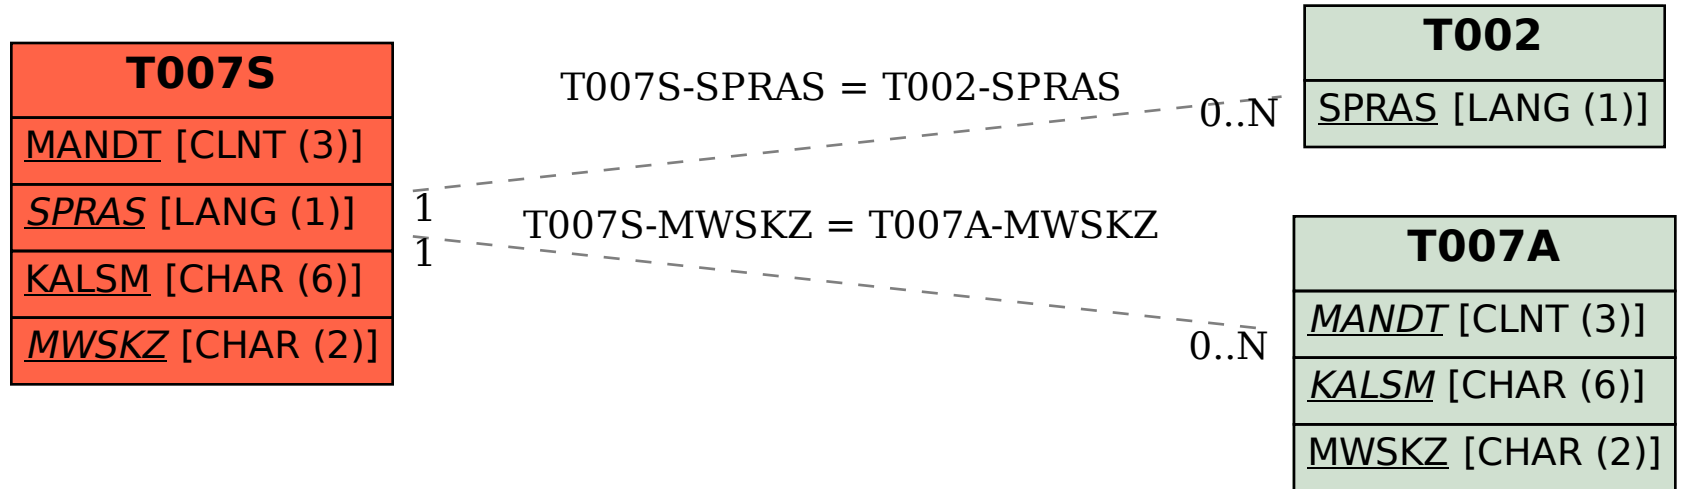 T007S
MANDT [CLNT (3)]
SPRAS [LANG (1)]
KALSM [CHAR (6)]
MWSKZ [CHAR (2)]
T007S-SPRAS = T002-SPRAS
1
0..N
T007S-MWSKZ = T007A-MWSKZ
1
0..N
T002
SPRAS [LANG (1)]
T007A
MANDT [CLNT (3)]
KALSM [CHAR (6)]
MWSKZ [CHAR (2)]